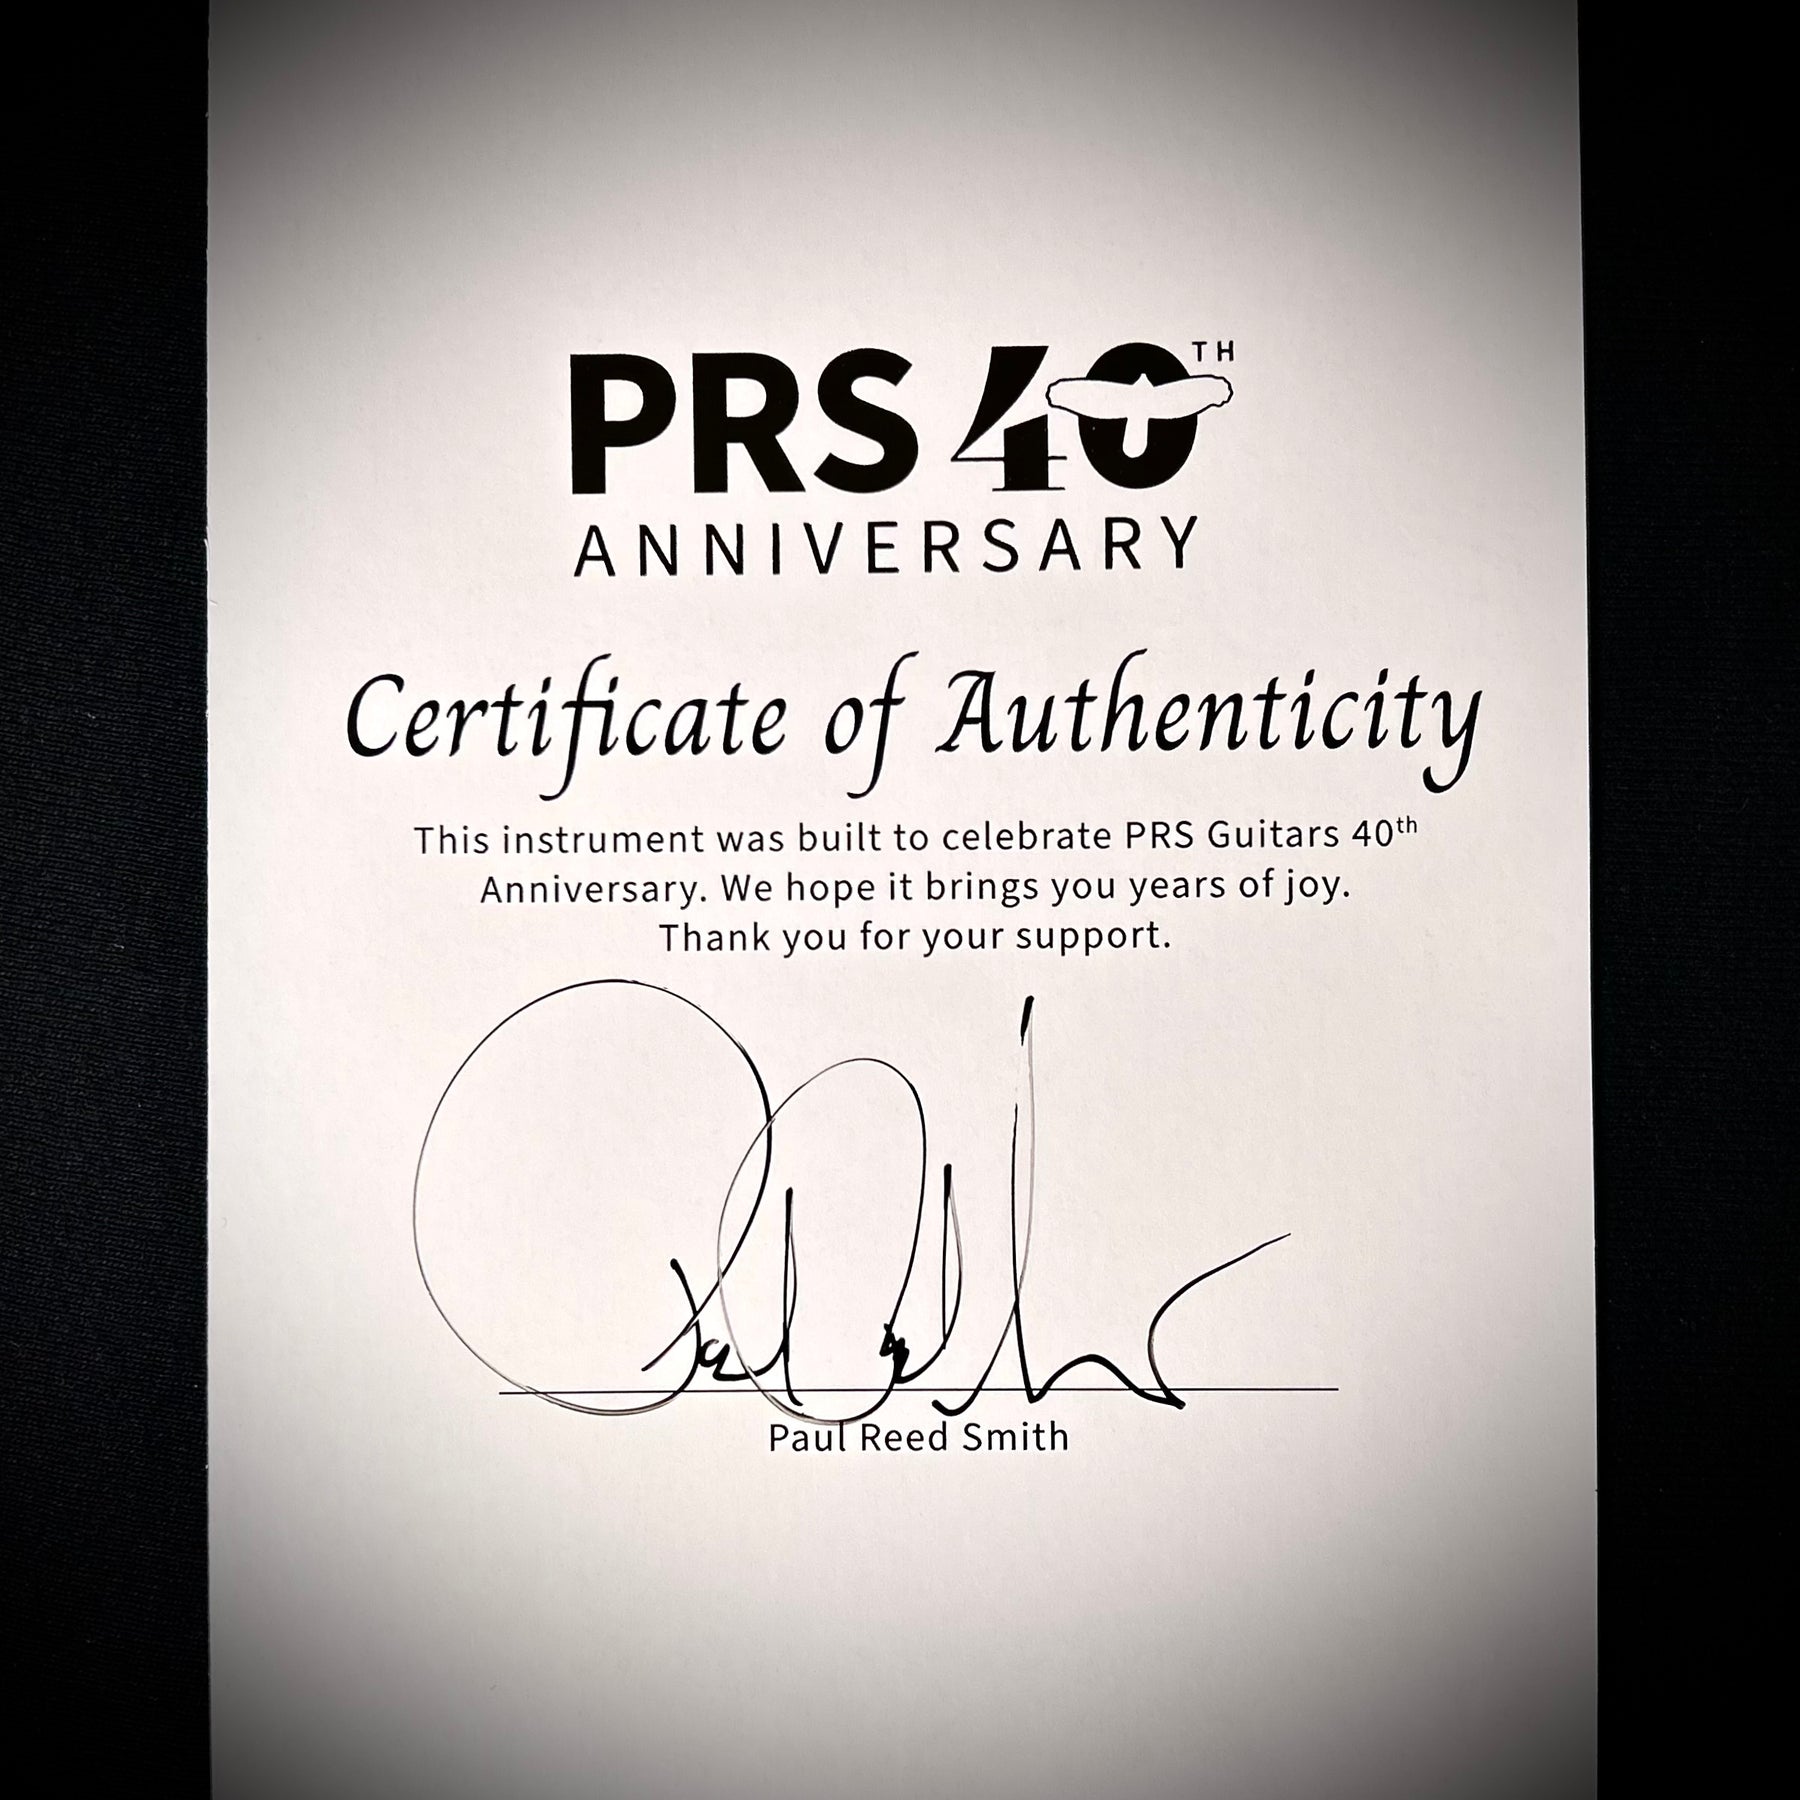 PRS 40TH
ANNIVERSARY
Certificate of Authenticity
This instrument was built to celebrate PRS Guitars 40th
Anniversary. We hope it brings you years of joy.
Thank you for your support.
Paul Reed Smith